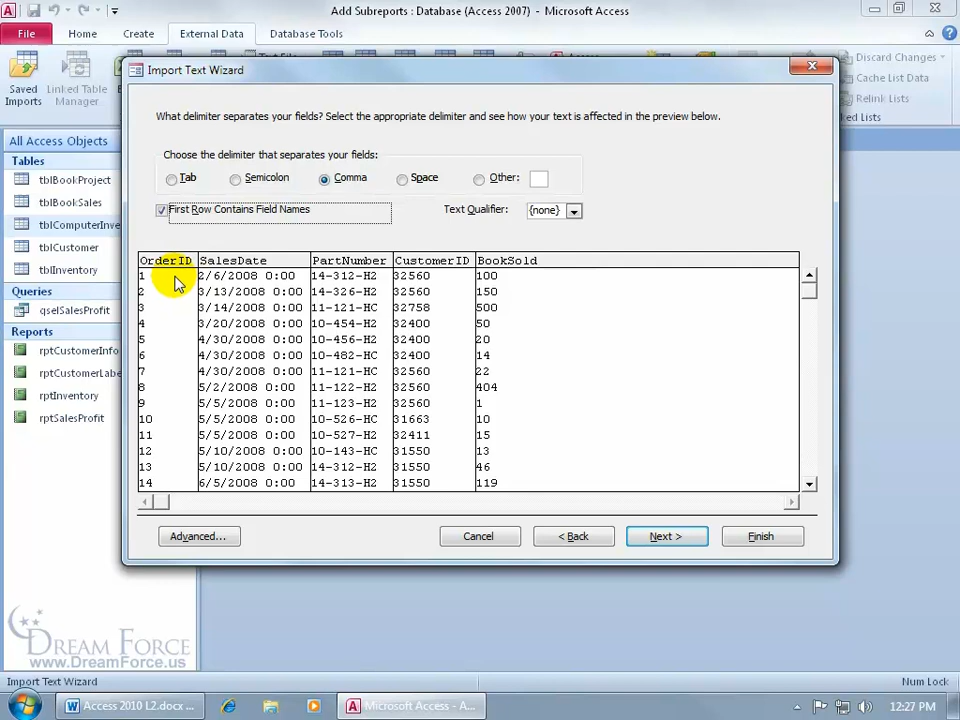 Add Subreports : Database (Access 2007) - Microsoft Access
File Home Create External Data Database Tools
Saved Imports
Linked Table Manager
Discard Changes
Cache List Data
Relink Lists
ked Lists
All Access Objects
Tables
tblBookProject
tblBookSales
tblComputerInve
tblCustomer
tblInventory
Queries
qselSalesProfit
Reports
rptCustomerInfo
rptCustomerLabe
rptInventory
rptSalesProfit
Import Text Wizard
What delimiter separates your fields? Select the appropriate delimiter and see how your text is affected in the preview below.
Choose the delimiter that separates your fields:
Tab Semicolon Comma Space Other:
First Row Contains Field Names Text Qualifier: {none}
OrderID SalesDate PartNumber CustomerID BookSold
1 2/6/2008 0:00 14-312-H2 32560 100
2 3/13/2008 0:00 14-326-H2 32560 150
3 3/14/2008 0:00 11-121-HC 32758 500
4 3/20/2008 0:00 10-454-H2 32400 50
5 4/30/2008 0:00 10-456-H2 32400 20
6 4/30/2008 0:00 10-482-HC 32400 14
7 4/30/2008 0:00 11-121-HC 32560 22
8 5/2/2008 0:00 11-122-H2 32560 404
9 5/5/2008 0:00 11-123-H2 32560 1
10 5/5/2008 0:00 10-526-HC 31663 10
11 5/5/2008 0:00 10-527-H2 32411 15
12 5/10/2008 0:00 10-143-HC 31550 13
13 5/10/2008 0:00 14-312-H2 31550 46
14 6/5/2008 0:00 14-313-H2 31550 119
Advanced... Cancel < Back Next > Finish
DREAM FORCE
www.DreamForce.us
Import Text Wizard Num Lock
Access 2010 L2.docx ... Microsoft Access - A... 12:27 PM